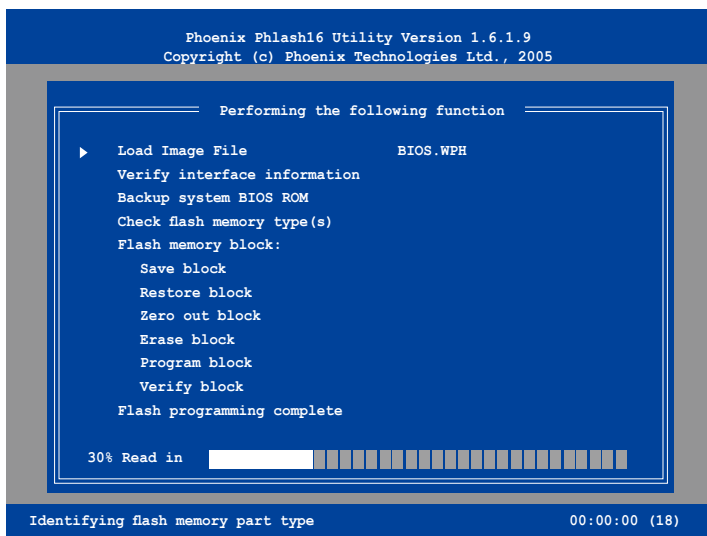 Phoenix Phlash16 Utility Version 1.6.1.9
Copyright (c) Phoenix Technologies Ltd., 2005
Performing the following function
Load Image File BIOS.WPH
Verify interface information
Backup system BIOS ROM
Check flash memory type(s)
Flash memory block:
Save block
Restore block
Zero out block
Erase block
Program block
Verify block
Flash programming complete
30% Read in
Identifying flash memory part type 00:00:00 (18)